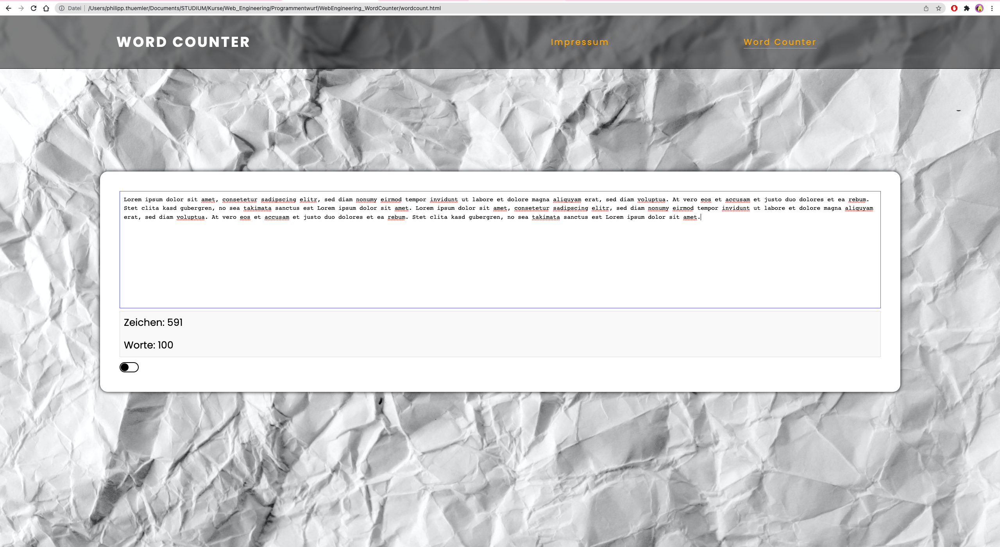 Datei /Users/philipp.thuemler/Documents/STUDIUM/Kurse/Web_Engineering/Programmentwurf/WebEngineering_WordCounter/wordcount.html
WORD COUNTER Impressum Word Counter
Lorem ipsum dolor sit amet, consetetur sadipscing elitr, sed diam nonumy eirmod tempor invidunt ut labore et dolore magna aliquyam erat, sed diam voluptua. At vero eos et accusam et justo duo dolores et ea rebum.
Stet clita kasd gubergren, no sea takimata sanctus est Lorem ipsum dolor sit amet. Lorem ipsum dolor sit amet, consetetur sadipscing elitr, sed diam nonumy eirmod tempor invidunt ut labore et dolore magna aliquyam
erat, sed diam voluptua. At vero eos et accusam et justo duo dolores et ea rebum. Stet clita kasd gubergren, no sea takimata sanctus est Lorem ipsum dolor sit amet.
Zeichen: 591
Worte: 100